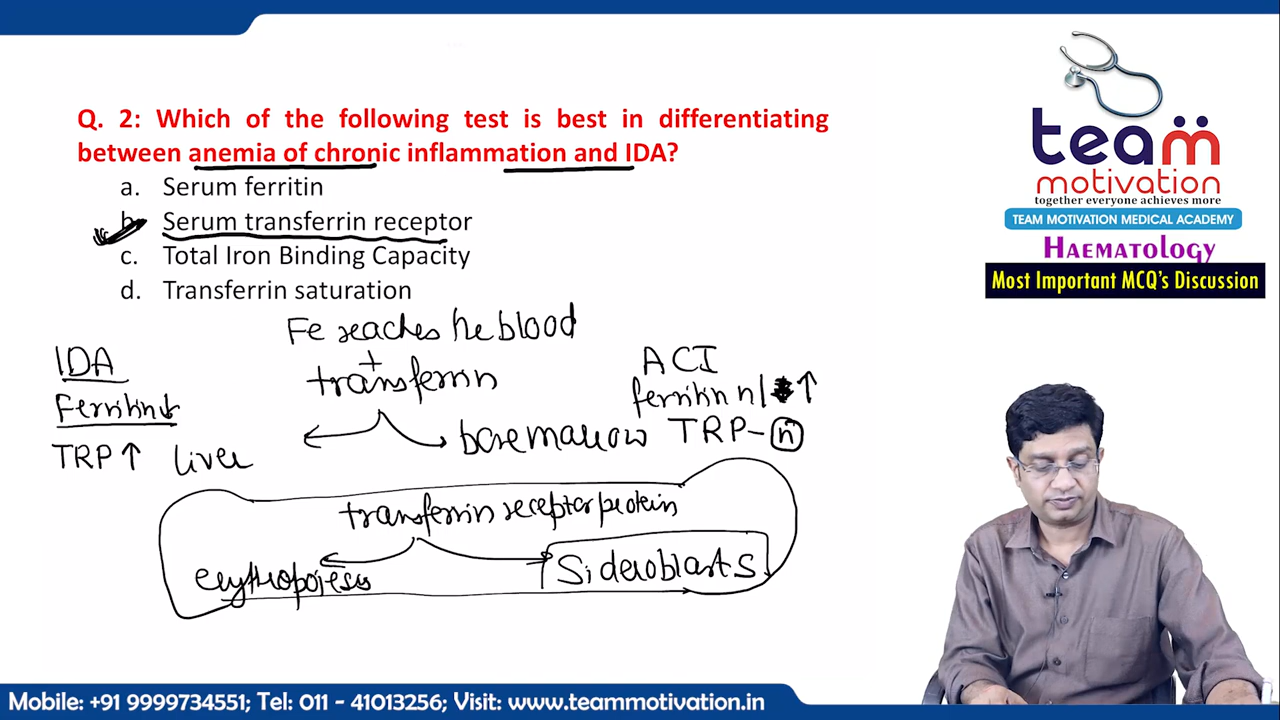 Q. 2: Which of the following test is best in differentiating
between anemia of chronic inflammation and IDA?
a. Serum ferritin
b. Serum transferrin receptor
c. Total Iron Binding Capacity
d. Transferrin saturation
Fe reaches the blood
+
transferrin
liver
bone marrow
IDA
Ferritin ↓
TRP ↑
ACI
ferritin n/ ↑
TRP - n
transferrin receptor protein
erythropoiesis
Sideroblasts
team
motivation
together everyone achieves more
TEAM MOTIVATION MEDICAL ACADEMY
HAEMATOLOGY
Most Important MCQ's Discussion
Mobile: +91 9999734551; Tel: 011 - 41013256; Visit: www.teammotivation.in